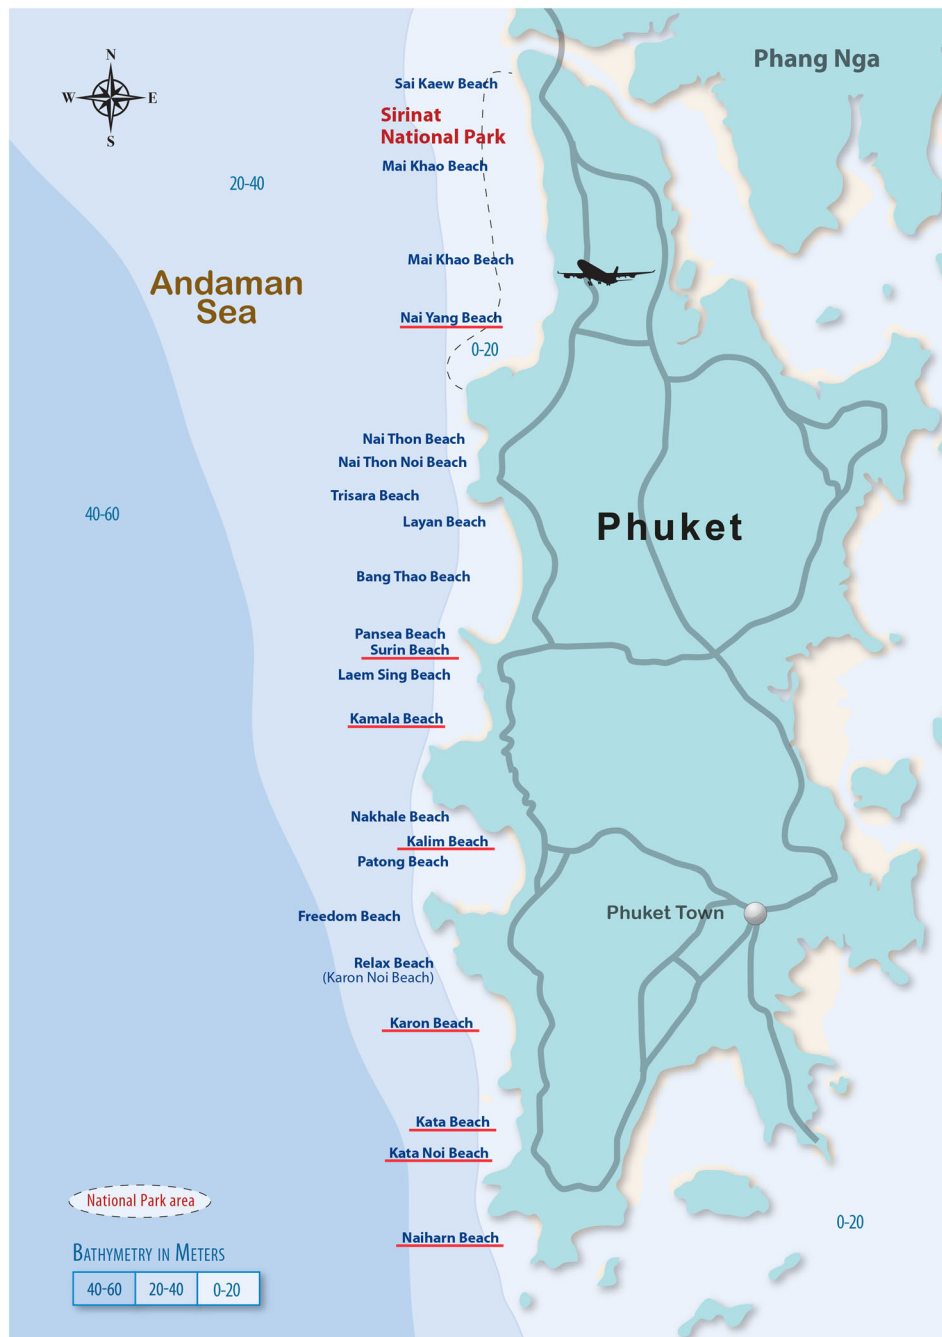 Phang Nga
N
W
E
S
Sai Kaew Beach
Sirinat
National Park
Mai Khao Beach
20-40
Mai Khao Beach
Andaman
Sea
Nai Yang Beach
0-20
Nai Thon Beach
Nai Thon Noi Beach
Trisara Beach
40-60
Layan Beach
Phuket
Bang Thao Beach
Pansea Beach
Surin Beach
Laem Sing Beach
Kamala Beach
Nakhale Beach
Kalim Beach
Patong Beach
Freedom Beach
Phuket Town
Relax Beach
(Karon Noi Beach)
Karon Beach
Kata Beach
Kata Noi Beach
National Park area
0-20
Naiharn Beach
Bathymetry in Meters
40-60
20-40
0-20